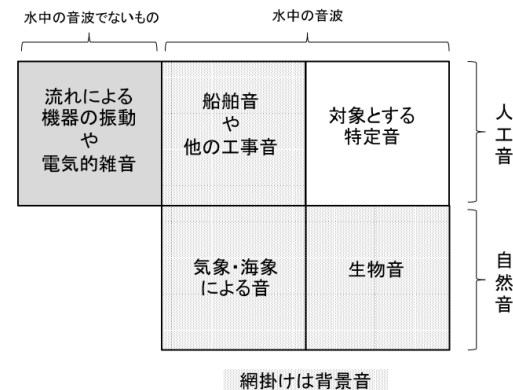 水中の音波でないもの
水中の音波
流れによる
機器の振動
や
電気的雑音
船舶音
や
他の工事音
対象とする
特定音
人工音
気象・海象
による音
生物音
自然音
網掛けは背景音